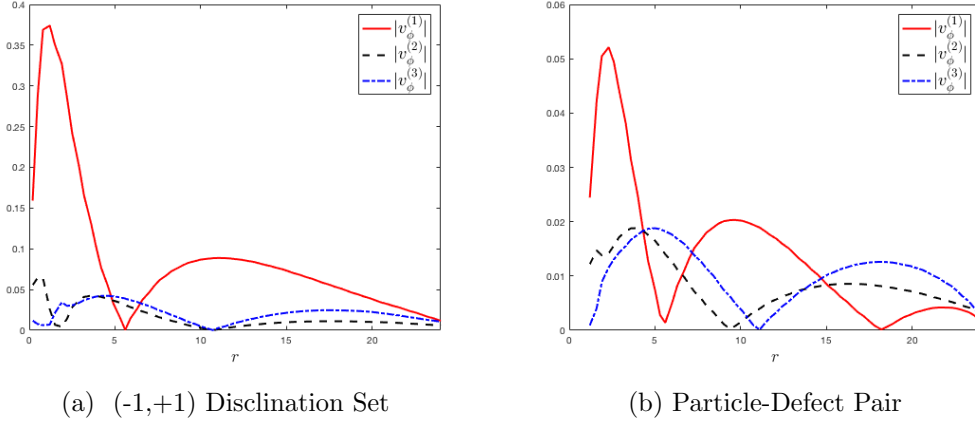 0.4
0.35
0.3
0.25
0.2
0.15
0.1
0.05
0
0 5 10 15 20
r
|v_ϕ^(1)|
|v_ϕ^(2)|
|v_ϕ^(3)|
(a) (-1,+1) Disclination Set
0.06
0.05
0.04
0.03
0.02
0.01
0
0 5 10 15 20
r
|v_ϕ^(1)|
|v_ϕ^(2)|
|v_ϕ^(3)|
(b) Particle-Defect Pair